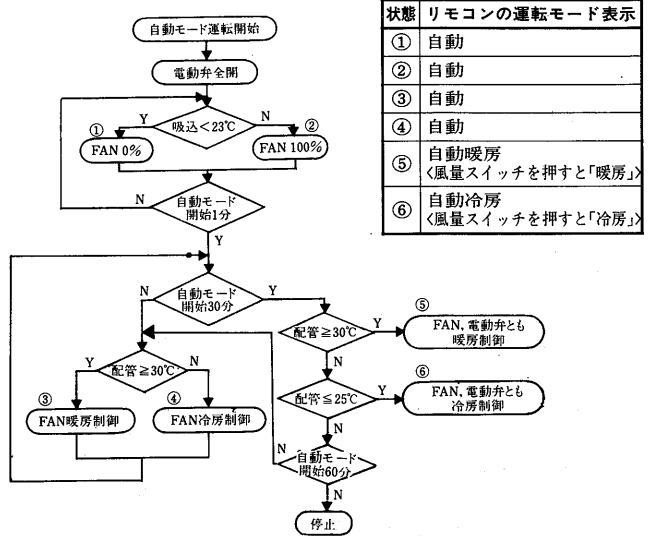 自動モード運転開始
電動弁全開
吸込<23℃
Y
N
①
②
FAN 0%
FAN 100%
N
自動モード
開始1分
Y
N
自動モード
開始30分
Y
配管≧30℃
Y
⑤
FAN,電動弁とも
暖房制御
N
配管≧30℃
Y
N
③
④
FAN暖房制御
FAN冷房制御
配管≦25℃
Y
⑥
FAN,電動弁とも
冷房制御
N
N
自動モード
開始60分
N
停止
状態 リモコンの運転モード表示
① 自動
② 自動
③ 自動
④ 自動
⑤ 自動暖房
〈風量スイッチを押すと「暖房」〉
⑥ 自動冷房
〈風量スイッチを押すと「冷房」〉